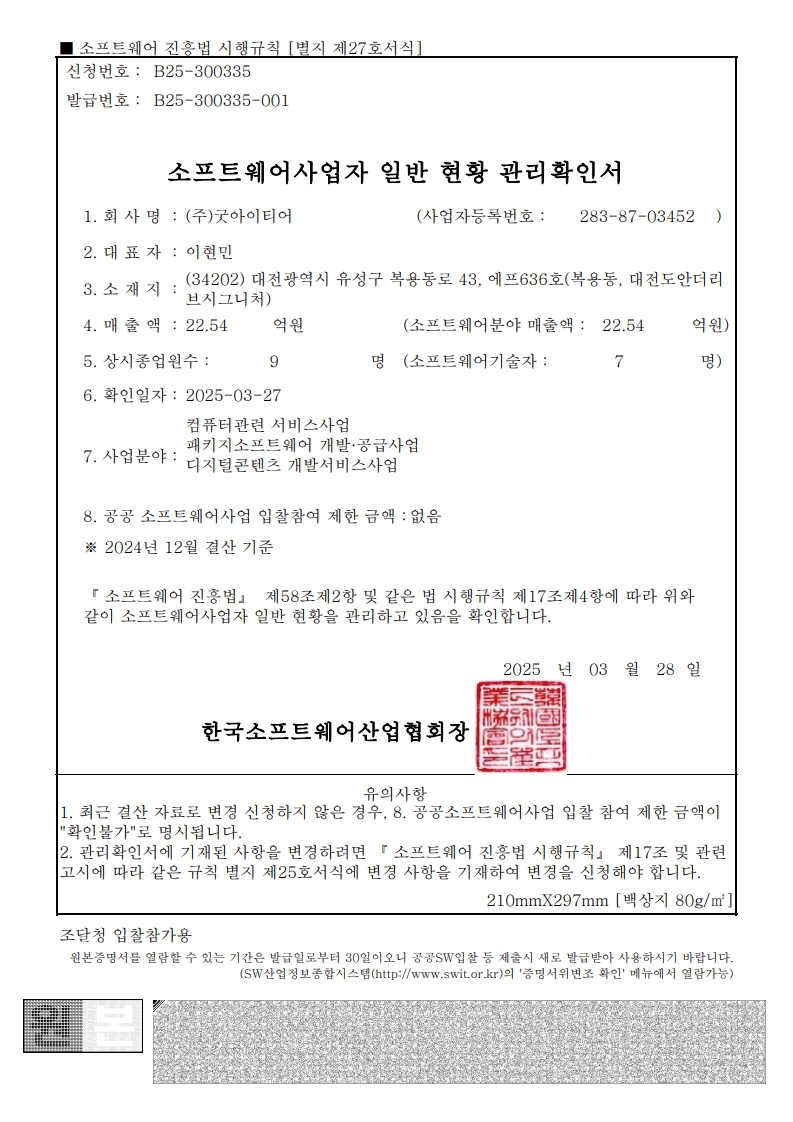 ■ 소프트웨어 진흥법 시행규칙 [별지 제27호서식]
신청번호 : B25-300335
발급번호 : B25-300335-001
소프트웨어사업자 일반 현황 관리확인서
1. 회 사 명 : (주)굿아이티어 (사업자등록번호 : 283-87-03452 )
2. 대 표 자 : 이현민
3. 소 재 지 : (34202) 대전광역시 유성구 복용동로 43, 에프636호(복용동, 대전도안더리
브시그니처)
4. 매 출 액 : 22.54 억원 (소프트웨어분야 매출액 : 22.54 억원)
5. 상시종업원수 : 9 명 (소프트웨어기술자 : 7 명)
6. 확인일자 : 2025-03-27
7. 사업분야 : 컴퓨터관련 서비스사업
패키지소프트웨어 개발·공급사업
디지털콘텐츠 개발서비스사업
8. 공공 소프트웨어사업 입찰참여 제한 금액 : 없음
※ 2024년 12월 결산 기준
『 소프트웨어 진흥법』 제58조제2항 및 같은 법 시행규칙 제17조제4항에 따라 위와
같이 소프트웨어사업자 일반 현황을 관리하고 있음을 확인합니다.
2025 년 03 월 28 일
한국소프트웨어산업협회장
유의사항
1. 최근 결산 자료로 변경 신청하지 않은 경우, 8. 공공소프트웨어사업 입찰 참여 제한 금액이
"확인불가"로 명시됩니다.
2. 관리확인서에 기재된 사항을 변경하려면 『 소프트웨어 진흥법 시행규칙』 제17조 및 관련
고시에 따라 같은 규칙 별지 제25호서식에 변경 사항을 기재하여 변경을 신청해야 합니다.
210mmX297mm [백상지 80g/㎡]
조달청 입찰참가용
원본증명서를 열람할 수 있는 기간은 발급일로부터 30일이오니 공공SW입찰 등 제출시 새로 발급받아 사용하시기 바랍니다.
(SW산업정보종합시스템(http://www.swit.or.kr)의 '증명서위변조 확인' 메뉴에서 열람가능)
원본